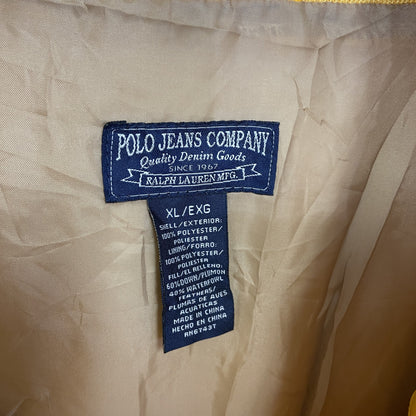 POLO JEANS COMPANY
Quality Denim Goods
SINCE 1967
RALPH LAUREN MFG.
XL/EXG
SHELL/EXTERIOR:
100% POLYESTER/
POLIESTER
LINING/FORRO:
100% POLYESTER/
POLIESTER
FILL/EL RELLENO:
60%DOWN/PLUMON
40% WATERFOWL
FEATHERS/
PLUMAS DE AVES
ACUATICAS
MADE IN CHINA
HECHO EN CHINA
RN67437